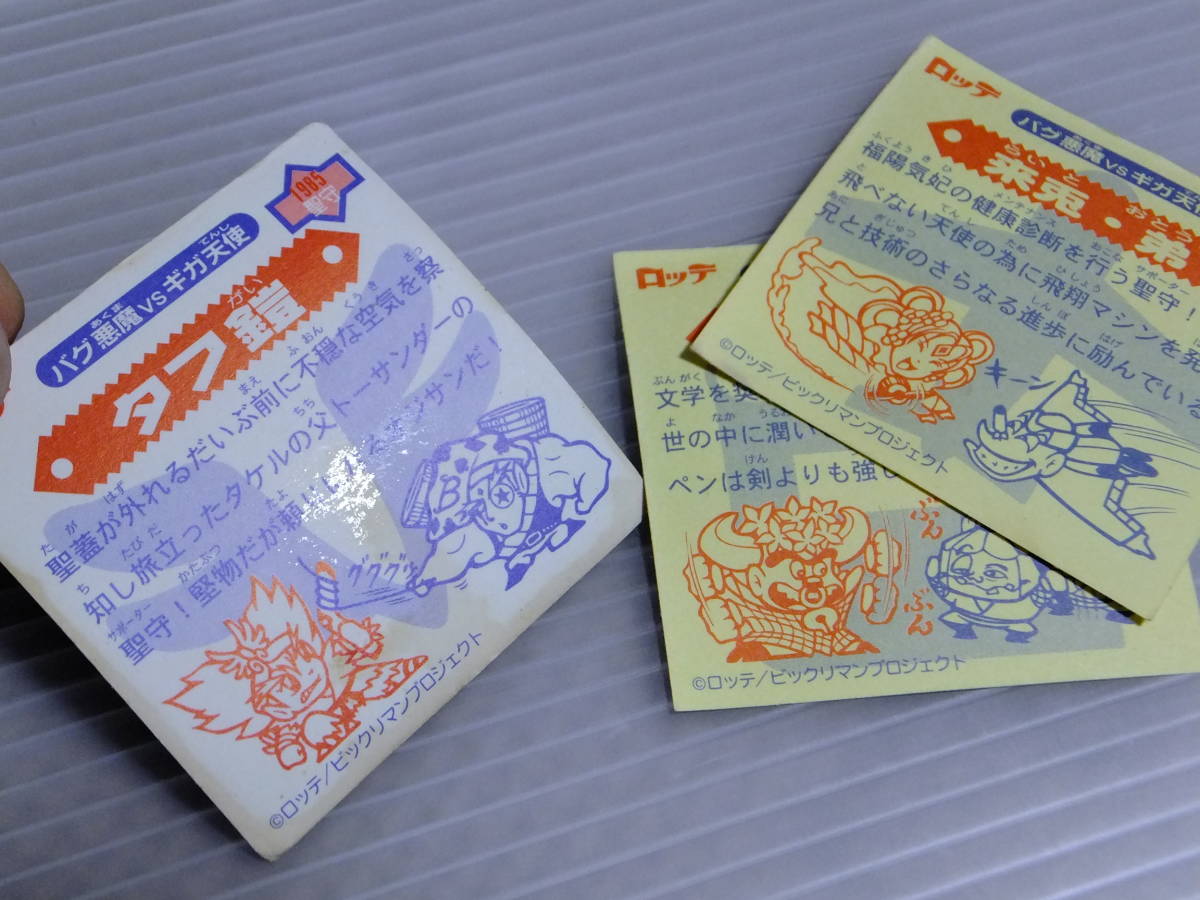 1985
聖守
バグ悪魔VSギガ天使
タフ鎧
聖蓋が外れるだいぶ前に不穏な空気を察
知し旅立ったタケルの父トーサンダーの
聖守！堅物だが頼
サンだ！
B
ググググ
©ロッテ/ビックリマンプロジェクト
ロッテ
文学を
世の中に潤い
ペンは剣よりも強し
ぶん
ぶん
©ロッテ/ビックリマンプロジェクト
ロッテ
バグ悪魔VSギガ天使
来兎・弟
福陽気妃の健康診断を行う聖守！
飛べない天使の為に飛翔マシンを
兄と技術のさらなる進歩に励んでいる
キーン
©ロッテ/ビックリマンプロジェクト